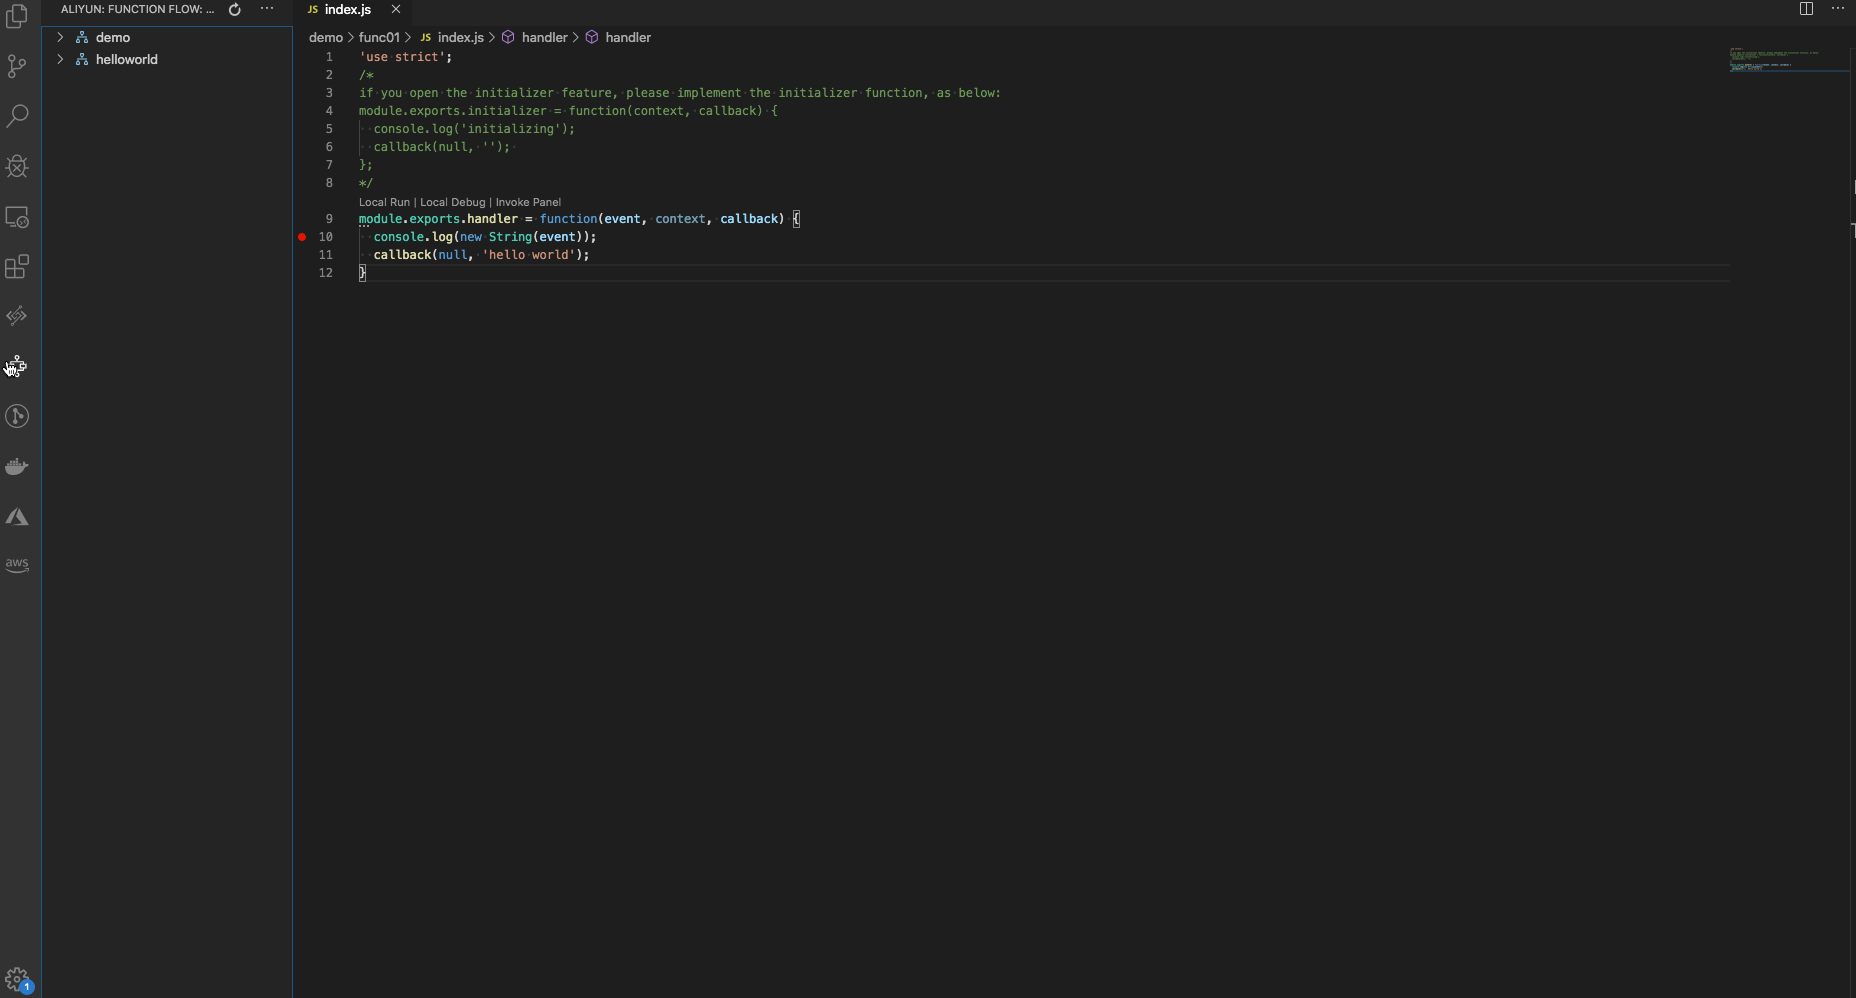 ALIYUN: FUNCTION FLOW: ...
JS index.js
demo
helloworld
demo > func01 > JS index.js > handler > handler
1 'use strict';
2 /*
3 if you open the initializer feature, please implement the initializer function, as below:
4 module.exports.initializer = function(context, callback) {
5 console.log('initializing');
6 callback(null, '');
7 };
8 */
Local Run | Local Debug | Invoke Panel
9 module.exports.handler = function(event, context, callback) {
10 console.log(new String(event));
11 callback(null, 'hello world');
12 }
aws
1